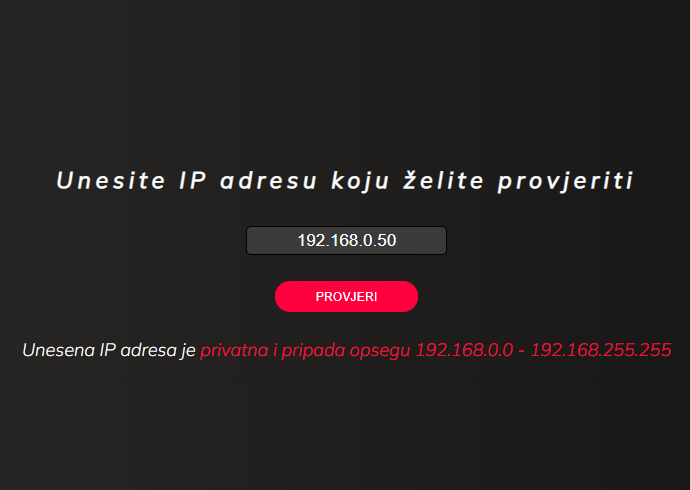 Unesite IP adresu koju želite provjeriti
192.168.0.50
PROVJERI
Unesena IP adresa je privatna i pripada opsegu 192.168.0.0 - 192.168.255.255